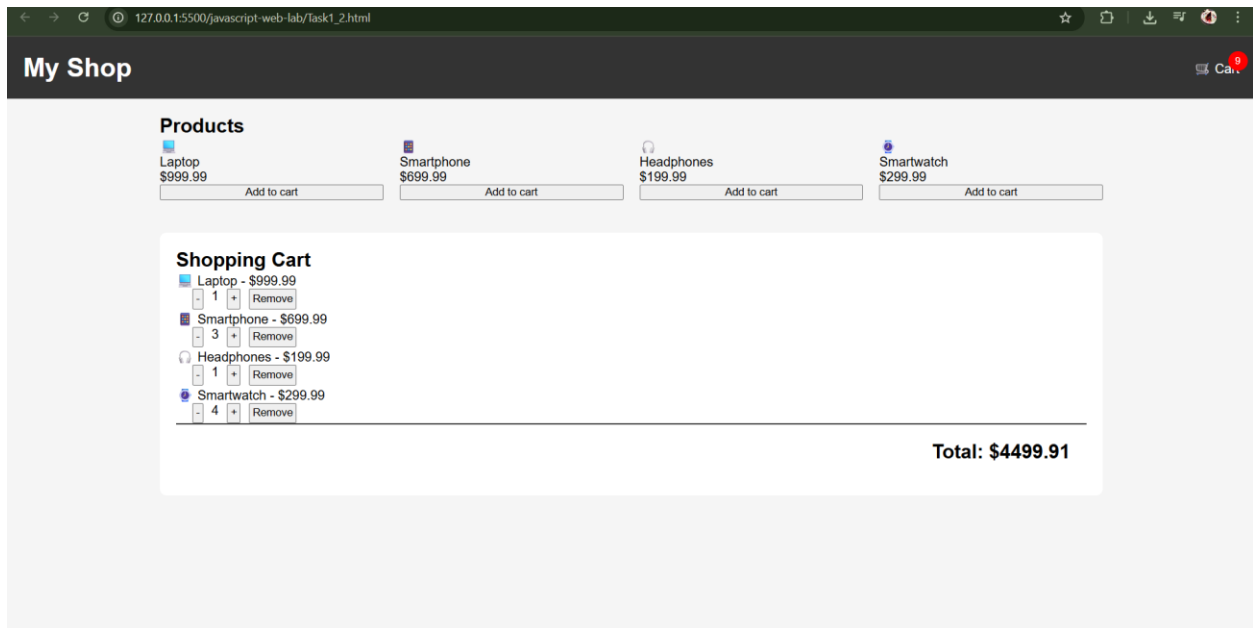 127.0.0.1:5500/javascript-web-lab/Task1_2.html
My Shop
Cart
9
Products
Laptop
$999.99
Add to cart
Smartphone
$699.99
Add to cart
Headphones
$199.99
Add to cart
Smartwatch
$299.99
Add to cart
Shopping Cart
Laptop - $999.99
- 1 + Remove
Smartphone - $699.99
- 3 + Remove
Headphones - $199.99
- 1 + Remove
Smartwatch - $299.99
- 4 + Remove
Total: $4499.91